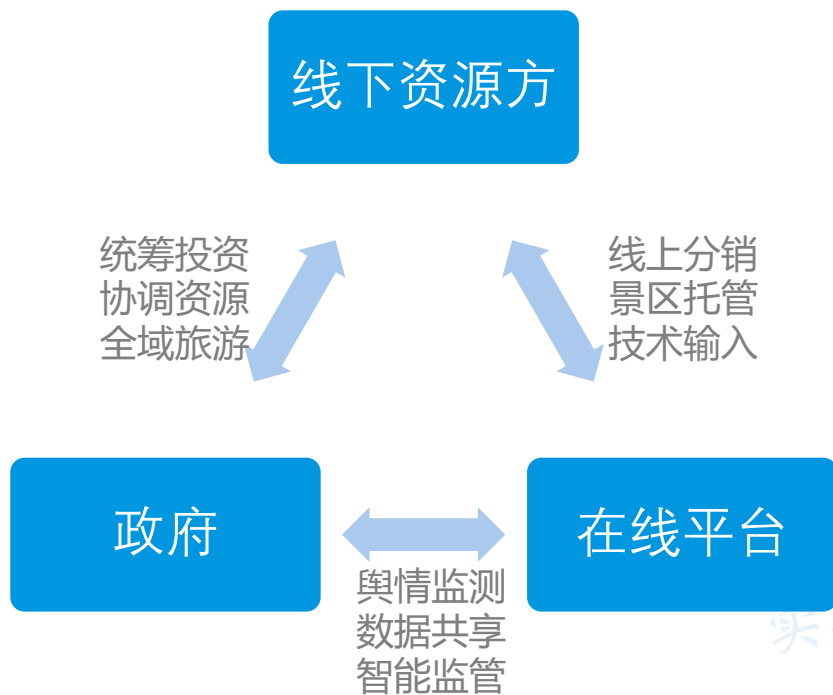 线下资源方
统筹投资
协调资源
全域旅游
线上分销
景区托管
技术输入
政府
在线平台
舆情监测
数据共享
智能监管
实